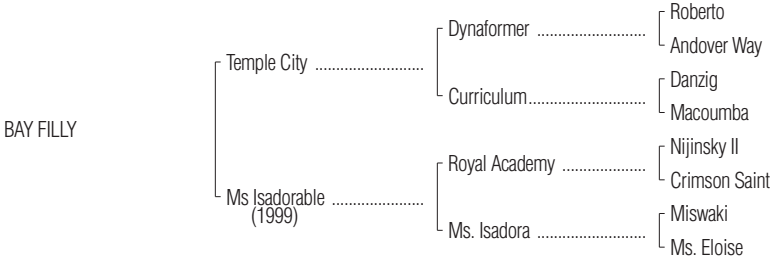 Roberto
Dynaformer ..........................
Andover Way
Temple City ..........................
Danzig
Curriculum............................
Macoumba
BAY FILLY
Nijinsky II
Royal Academy ....................
Crimson Saint
Ms Isadorable ......................
(1999)
Miswaki
Ms. Isadora ..........................
Ms. Eloise